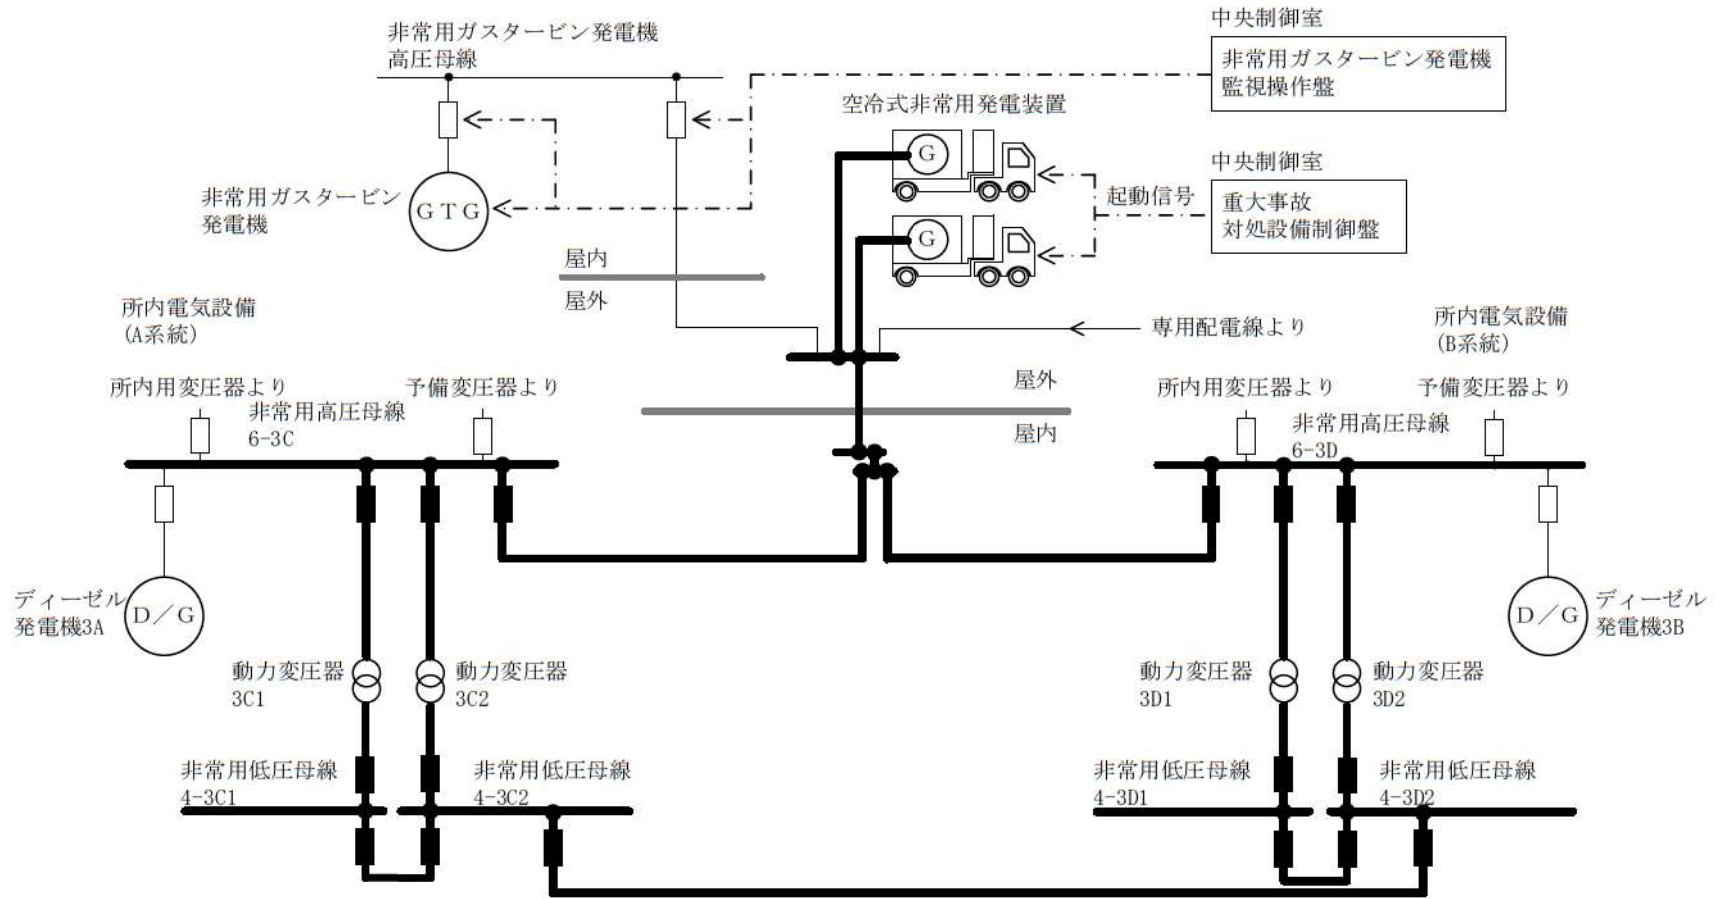 非常用ガスタービン発電機
高圧母線
中央制御室
非常用ガスタービン発電機
監視操作盤
空冷式非常用発電装置
G
G
起動信号
中央制御室
重大事故
対処設備制御盤
非常用ガスタービン
発電機
GTG
屋内
屋外
専用配電線より
所内電気設備
(A系統)
所内電気設備
(B系統)
屋外
屋内
所内用変圧器より
予備変圧器より
非常用高圧母線
6-3C
所内用変圧器より
予備変圧器より
非常用高圧母線
6-3D
ディーゼル
発電機3A
D/G
D/G
ディーゼル
発電機3B
動力変圧器
3C1
動力変圧器
3C2
動力変圧器
3D1
動力変圧器
3D2
非常用低圧母線
4-3C1
非常用低圧母線
4-3C2
非常用低圧母線
4-3D1
非常用低圧母線
4-3D2